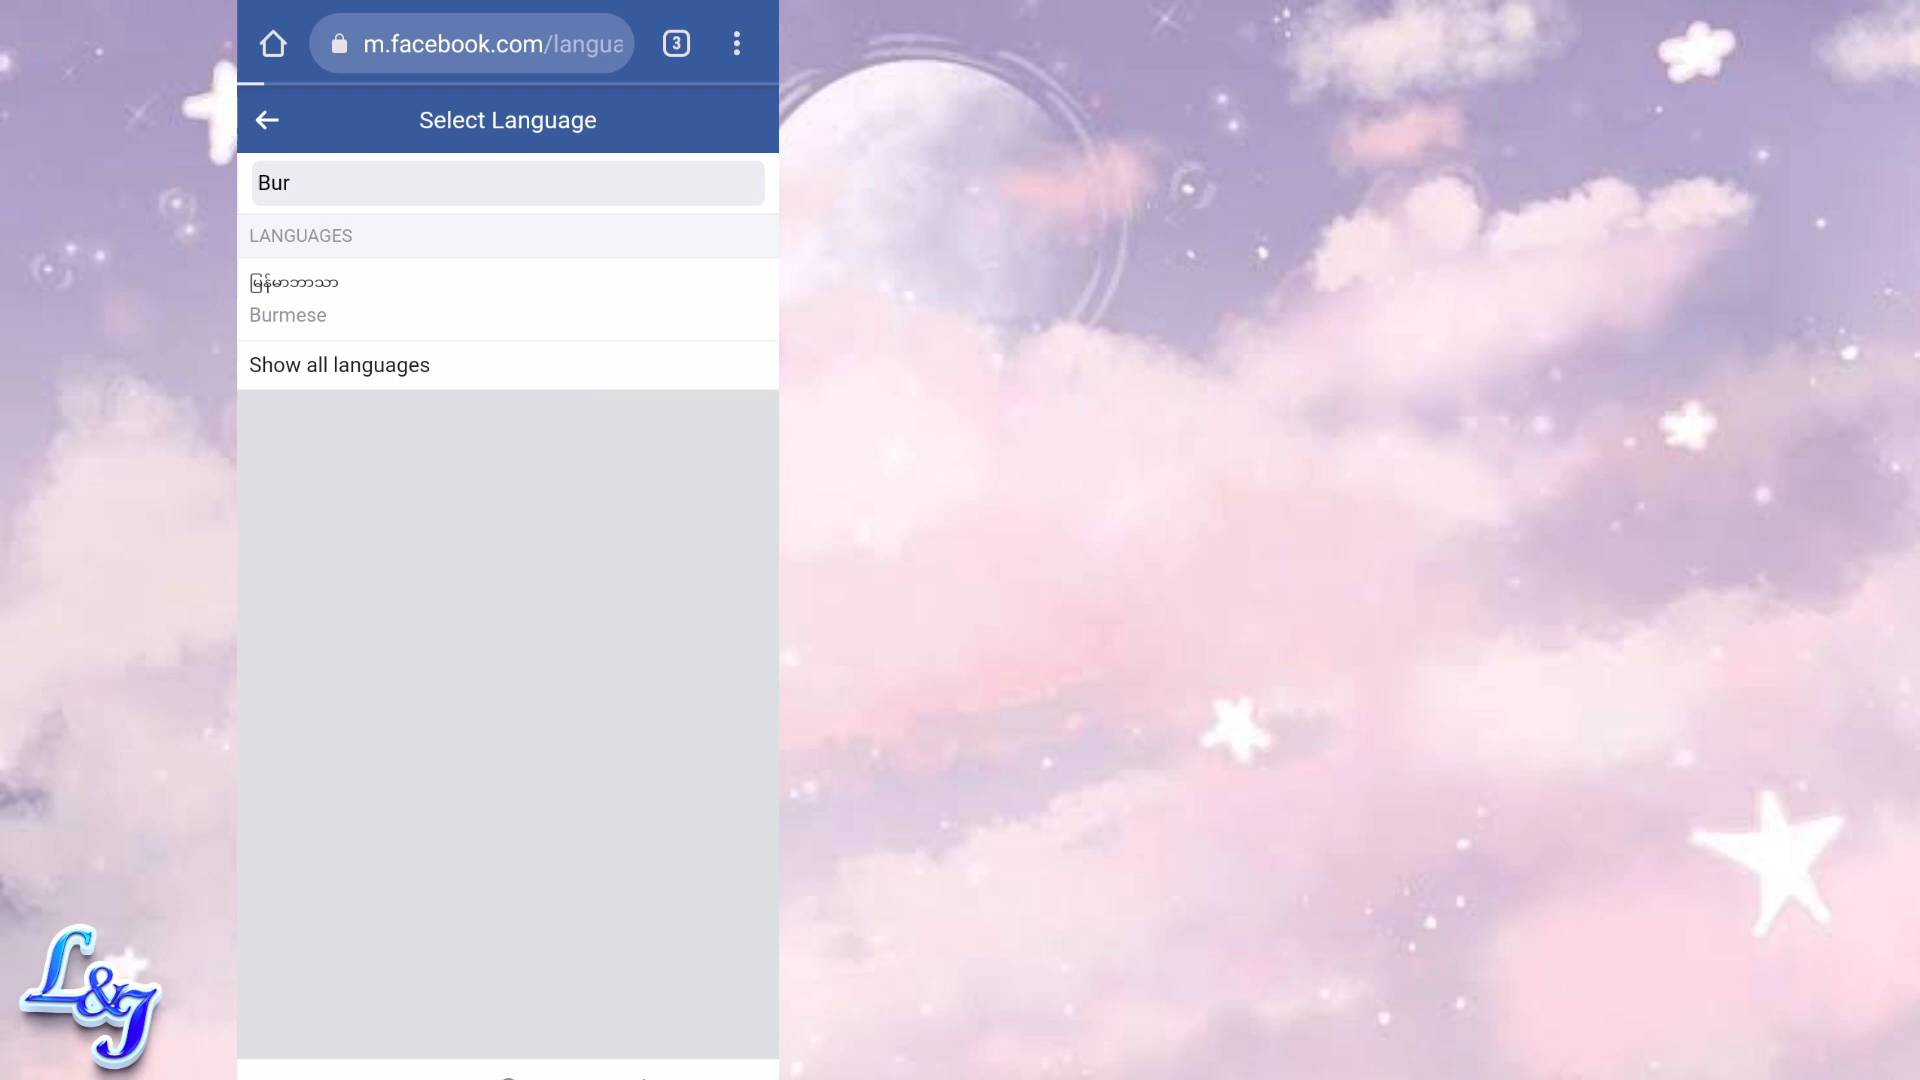 m.facebook.com/langua
3
Select Language
Bur
LANGUAGES
မြန်မာဘာသာ
Burmese
Show all languages
L&J